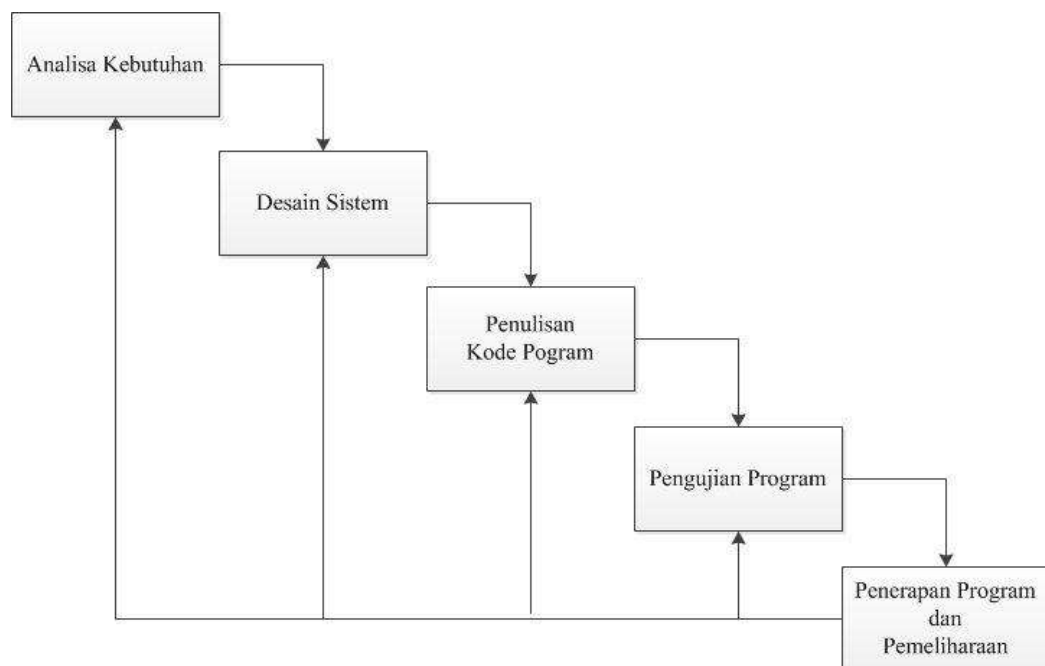 Analisa Kebutuhan
Desain Sistem
Penulisan
Kode Pogram
Pengujian Program
Penerapan Program
dan
Pemeliharaan